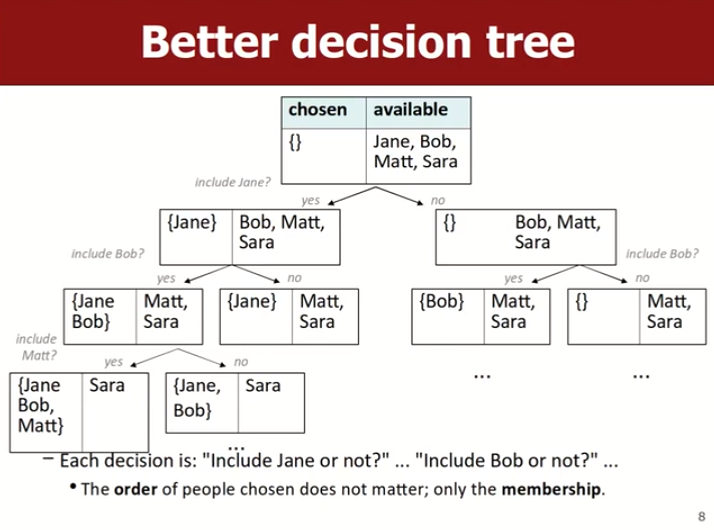 Better decision tree
chosen available
{} Jane, Bob,
Matt, Sara
include Jane?
yes no
{Jane} Bob, Matt,
Sara
{} Bob, Matt,
Sara
include Bob? include Bob?
yes no yes no
{Jane
Bob}
Matt,
Sara
{Jane} Matt,
Sara
{Bob} Matt,
Sara
{} Matt,
Sara
include
Matt?
yes no
... ...
{Jane
Bob,
Matt}
Sara
{Jane,
Bob}
Sara
...
– Each decision is: "Include Jane or not?" ... "Include Bob or not?" ...
• The order of people chosen does not matter; only the membership.
8